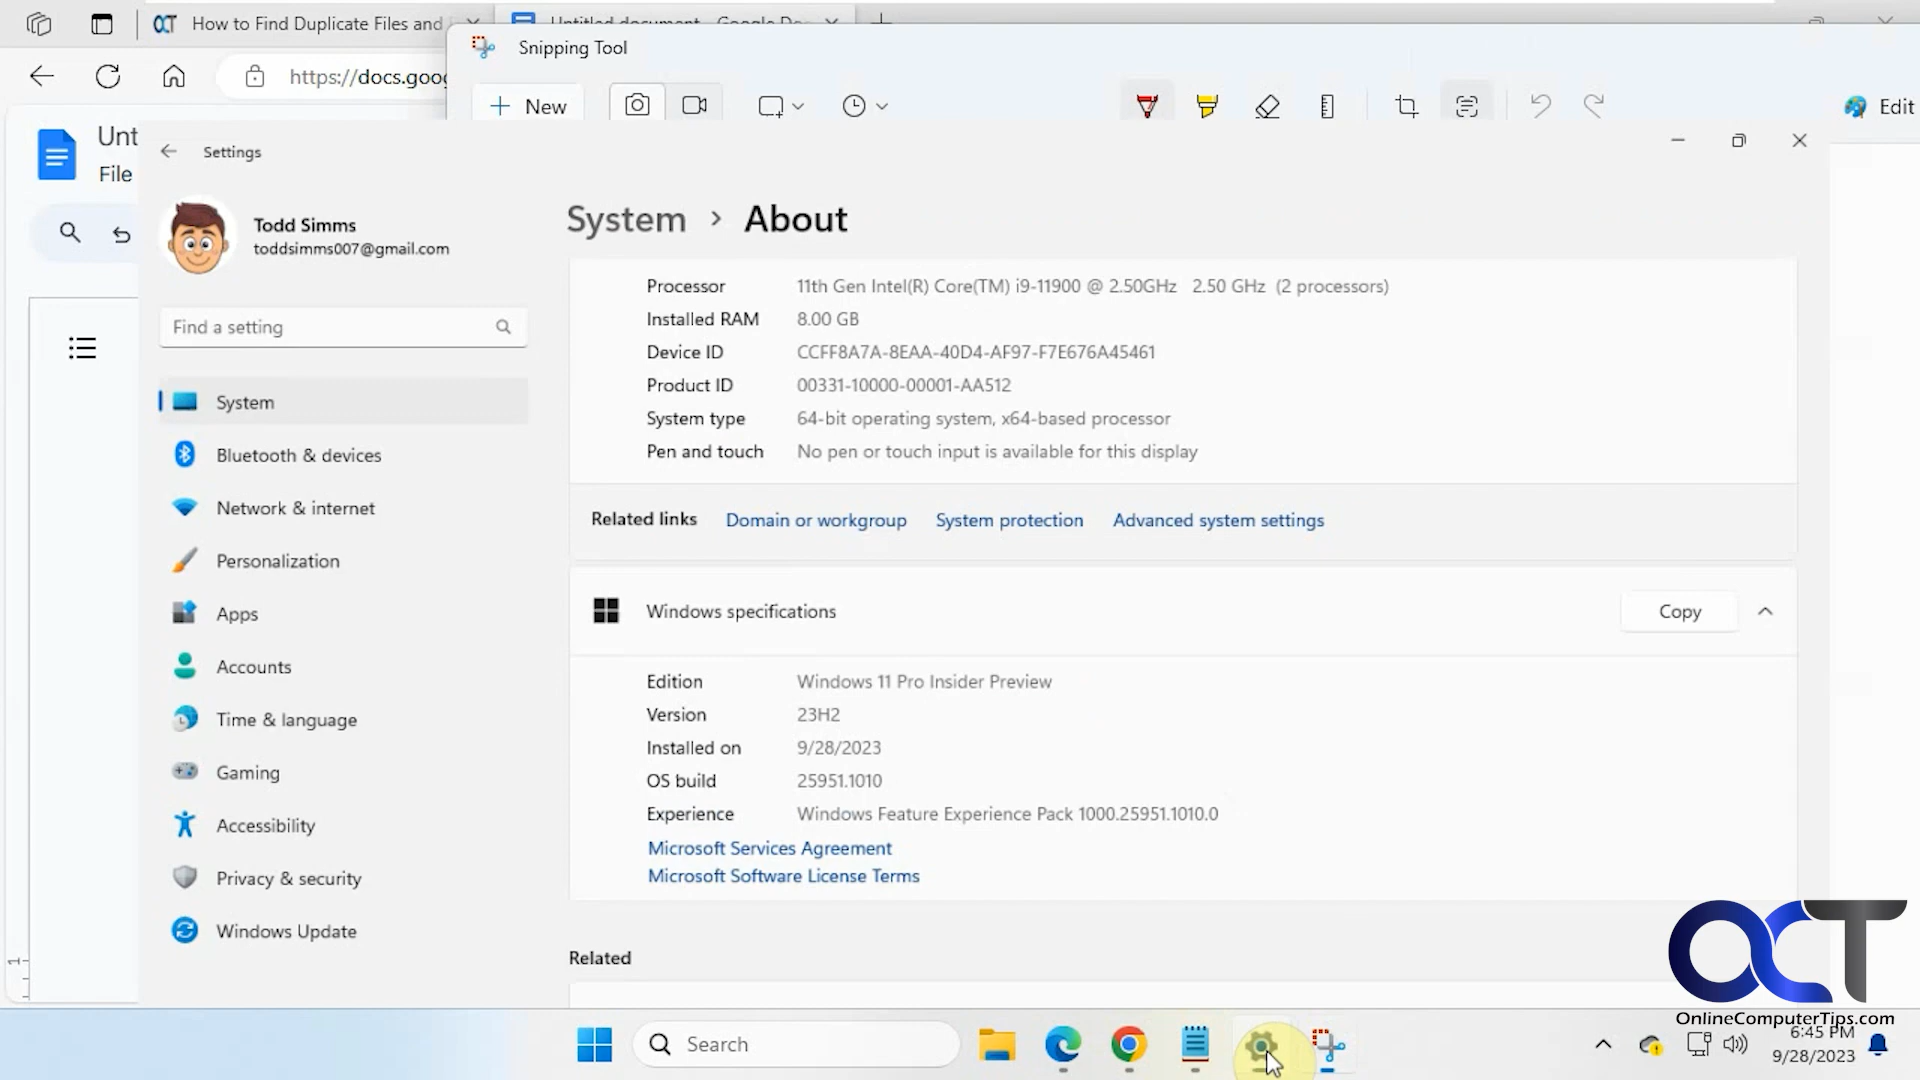 How to Find Duplicate Files and
Untitled document - Google Do
https://docs.goog
Snipping Tool
New
Edit
Unt
File
Settings
Todd Simms
toddsimms007@gmail.com
Find a setting
System
Bluetooth & devices
Network & internet
Personalization
Apps
Accounts
Time & language
Gaming
Accessibility
Privacy & security
Windows Update
System > About
Processor 11th Gen Intel(R) Core(TM) i9-11900 @ 2.50GHz 2.50 GHz (2 processors)
Installed RAM 8.00 GB
Device ID CCFF8A7A-8EAA-40D4-AF97-F7E676A45461
Product ID 00331-10000-00001-AA512
System type 64-bit operating system, x64-based processor
Pen and touch No pen or touch input is available for this display
Related links Domain or workgroup System protection Advanced system settings
Windows specifications Copy
Edition Windows 11 Pro Insider Preview
Version 23H2
Installed on 9/28/2023
OS build 25951.1010
Experience Windows Feature Experience Pack 1000.25951.1010.0
Microsoft Services Agreement
Microsoft Software License Terms
Related
1
OCT
OnlineComputerTips.com
Search
6:45 PM
9/28/2023